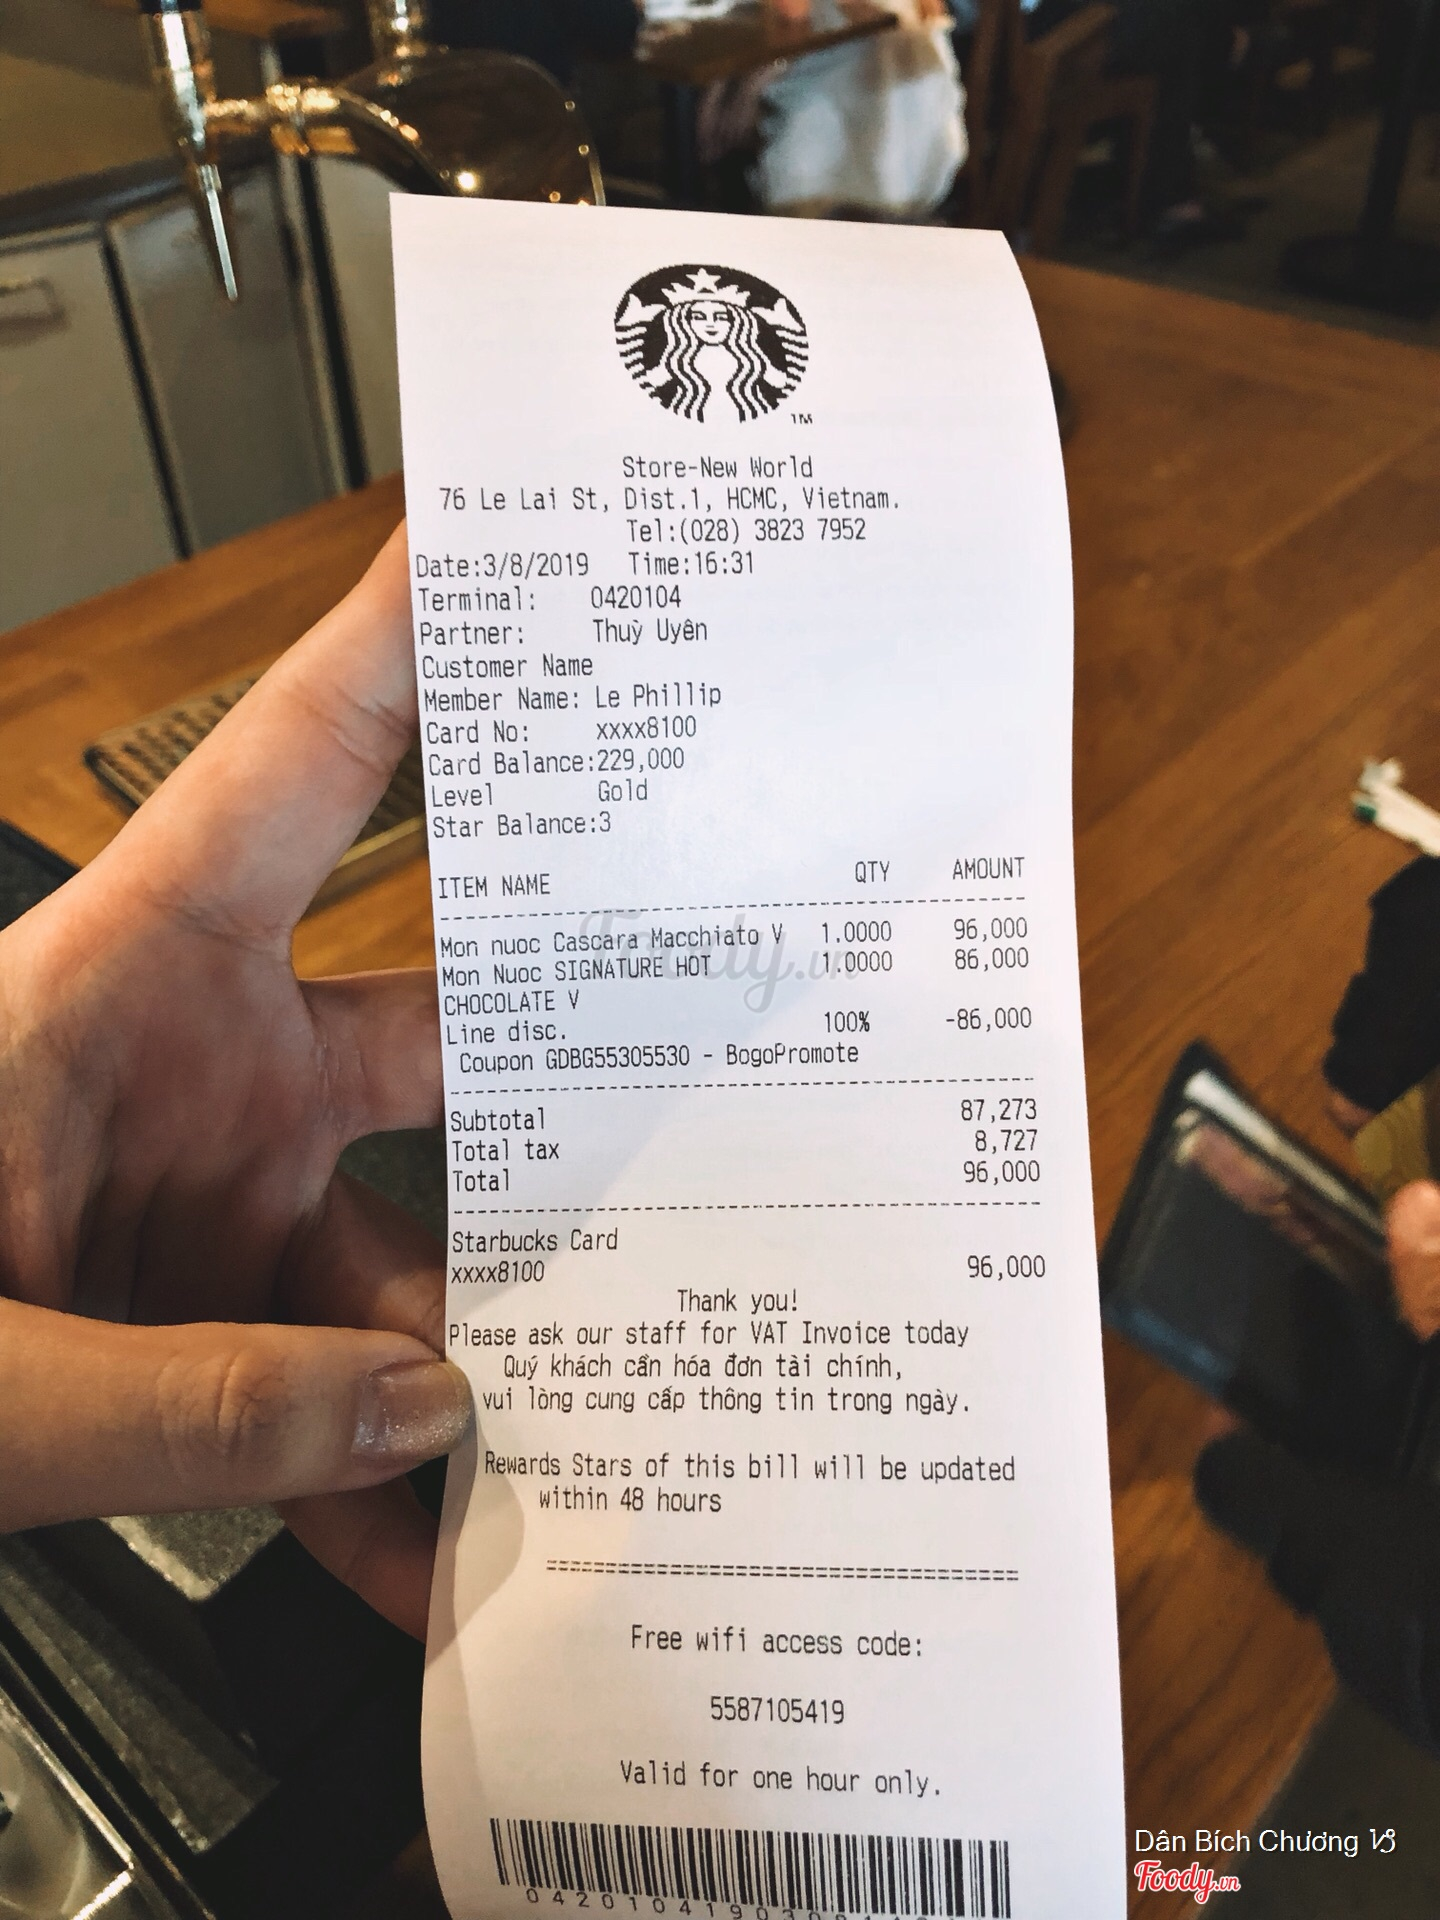 TM
Store-New World
76 Le Lai St, Dist.1, HCMC, Vietnam.
Tel:(028) 3823 7952
Date:3/8/2019 Time:16:31
Terminal: 0420104
Partner: Thuỳ Uyên
Customer Name
Member Name: Le Phillip
Card No: xxxx8100
Card Balance:229,000
Level Gold
Star Balance:3
ITEM NAME QTY AMOUNT
Mon nuoc Cascara Macchiato V 1.0000 96,000
Mon Nuoc SIGNATURE HOT 1.0000 86,000
CHOCOLATE V
Line disc. 100% -86,000
Coupon GDBG55305530 - BogoPromote
Foody.vn
Subtotal 87,273
Total tax 8,727
Total 96,000
Starbucks Card
xxxx8100 96,000
Thank you!
Please ask our staff for VAT Invoice today
Quý khách cần hóa đơn tài chính,
vui lòng cung cấp thông tin trong ngày.
Rewards Stars of this bill will be updated
within 48 hours
===================================
Free wifi access code:
5587105419
Valid for one hour only.
Dân Bích Chương
Foody.vn